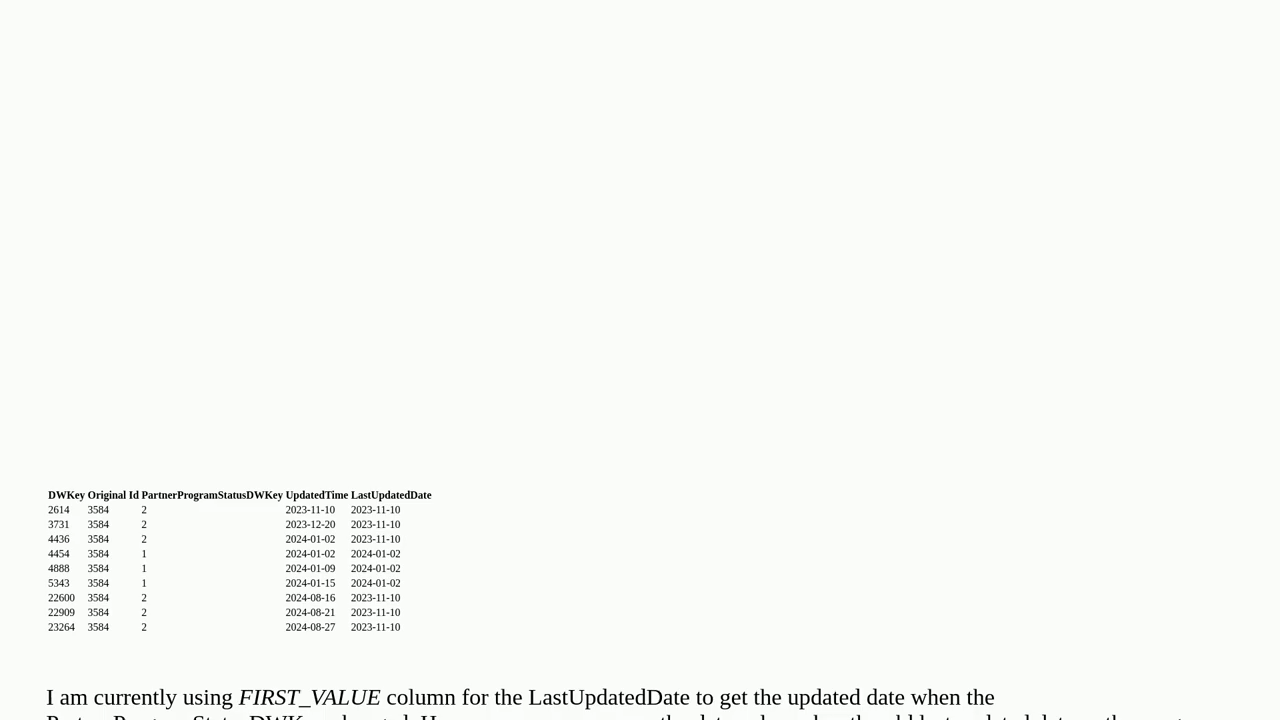 DWKey Original Id PartnerProgramStatusDWKey UpdatedTime LastUpdatedDate
2614 3584 2 2023-11-10 2023-11-10
3731 3584 2 2023-12-20 2023-11-10
4436 3584 2 2024-01-02 2023-11-10
4454 3584 1 2024-01-02 2024-01-02
4888 3584 1 2024-01-09 2024-01-02
5343 3584 1 2024-01-15 2024-01-02
22600 3584 2 2024-08-16 2023-11-10
22909 3584 2 2024-08-21 2023-11-10
23264 3584 2 2024-08-27 2023-11-10
I am currently using FIRST_VALUE column for the LastUpdatedDate to get the updated date when the